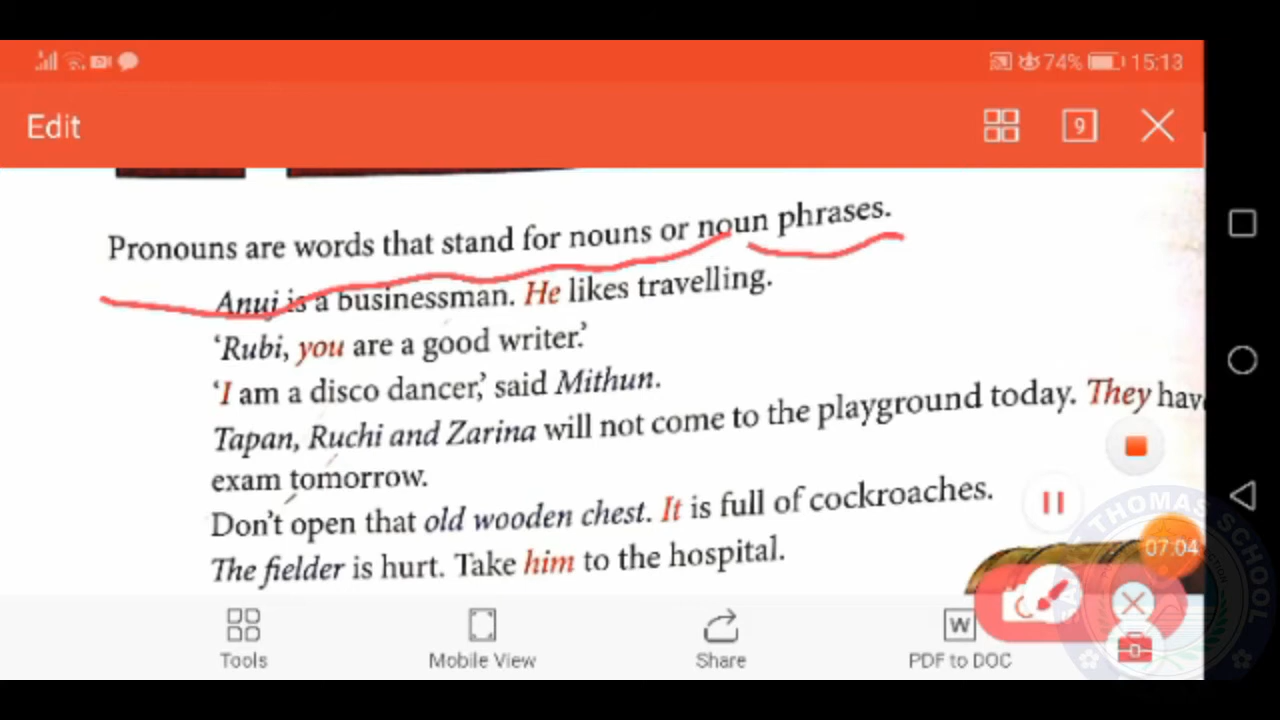 74% 15:13
Edit 9
Pronouns are words that stand for nouns or noun phrases.
Anuj is a businessman. He likes travelling.
‘Rubi, you are a good writer.’
‘I am a disco dancer,’ said Mithun.
Tapan, Ruchi and Zarina will not come to the playground today. They hav
exam tomorrow.
Don't open that old wooden chest. It is full of cockroaches.
The fielder is hurt. Take him to the hospital.
07:04
THOMAS SCHOOL
Tools Mobile View Share W PDF to DOC